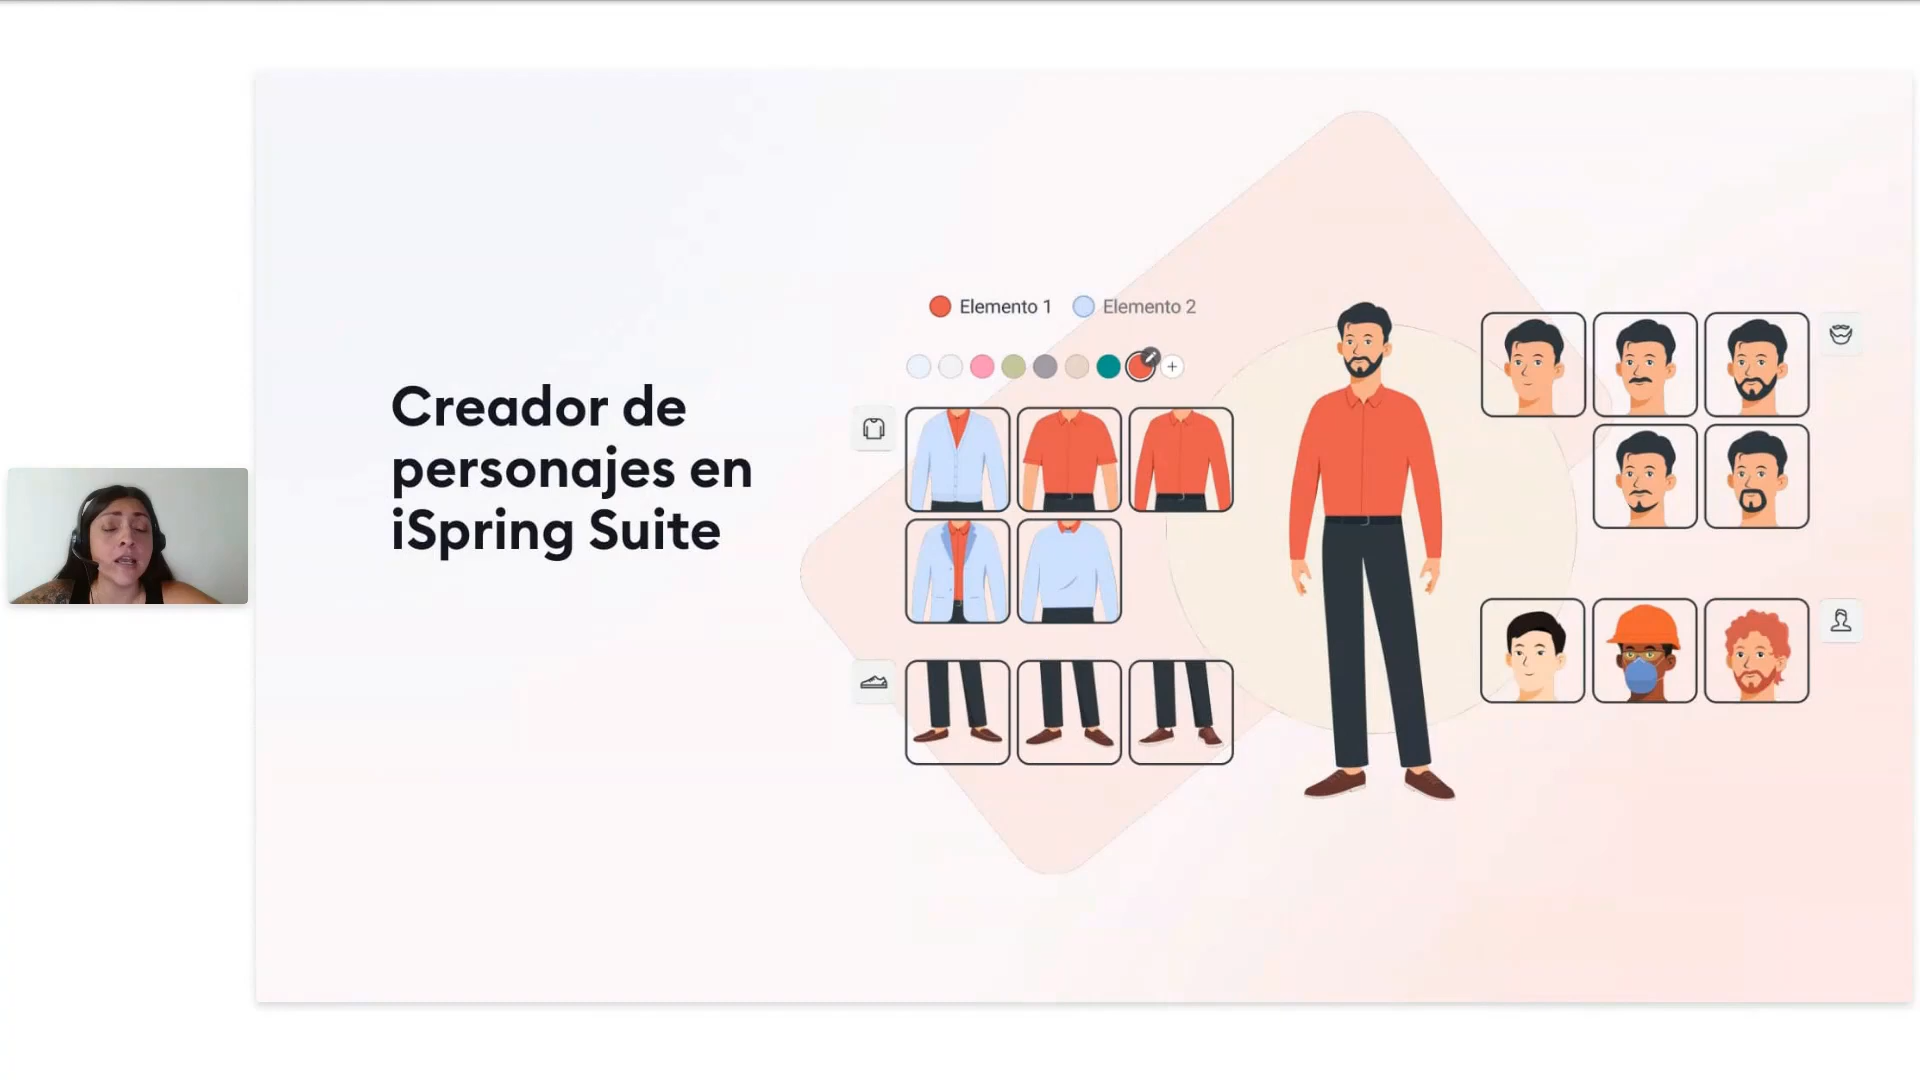 Creador de
personajes en
iSpring Suite
Elemento 1
Elemento 2